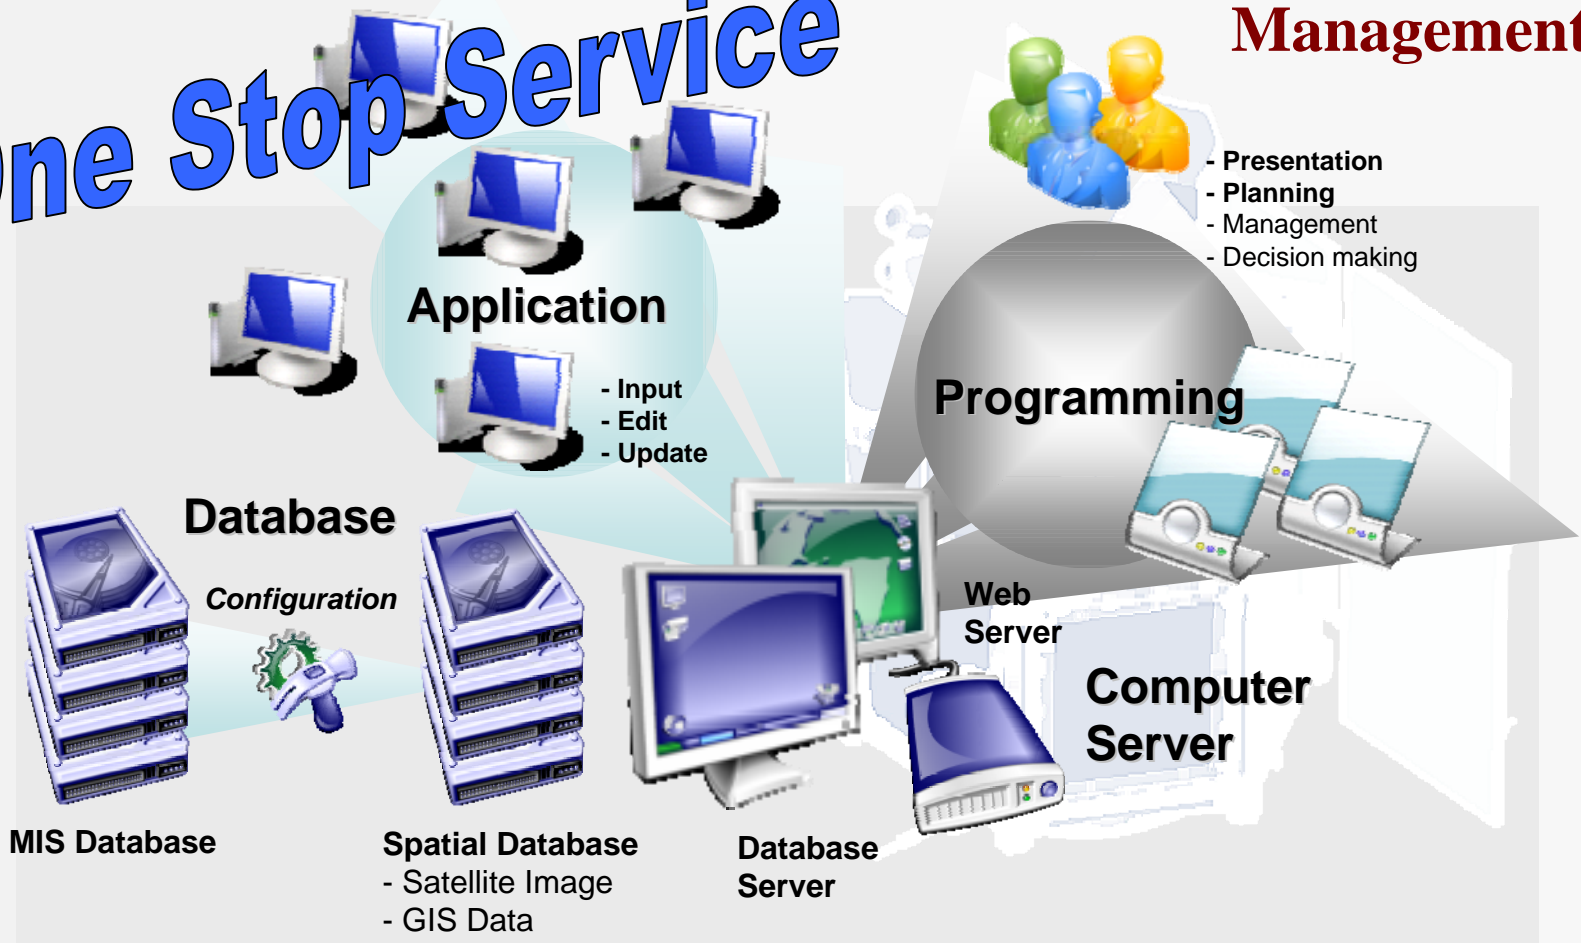 Management
One Stop Service
- Presentation
- Planning
- Management
- Decision making
Application
- Input
- Edit
- Update
Programming
Database
Configuration
Web
Server
Computer
Server
MIS Database
Spatial Database
- Satellite Image
- GIS Data
Database
Server